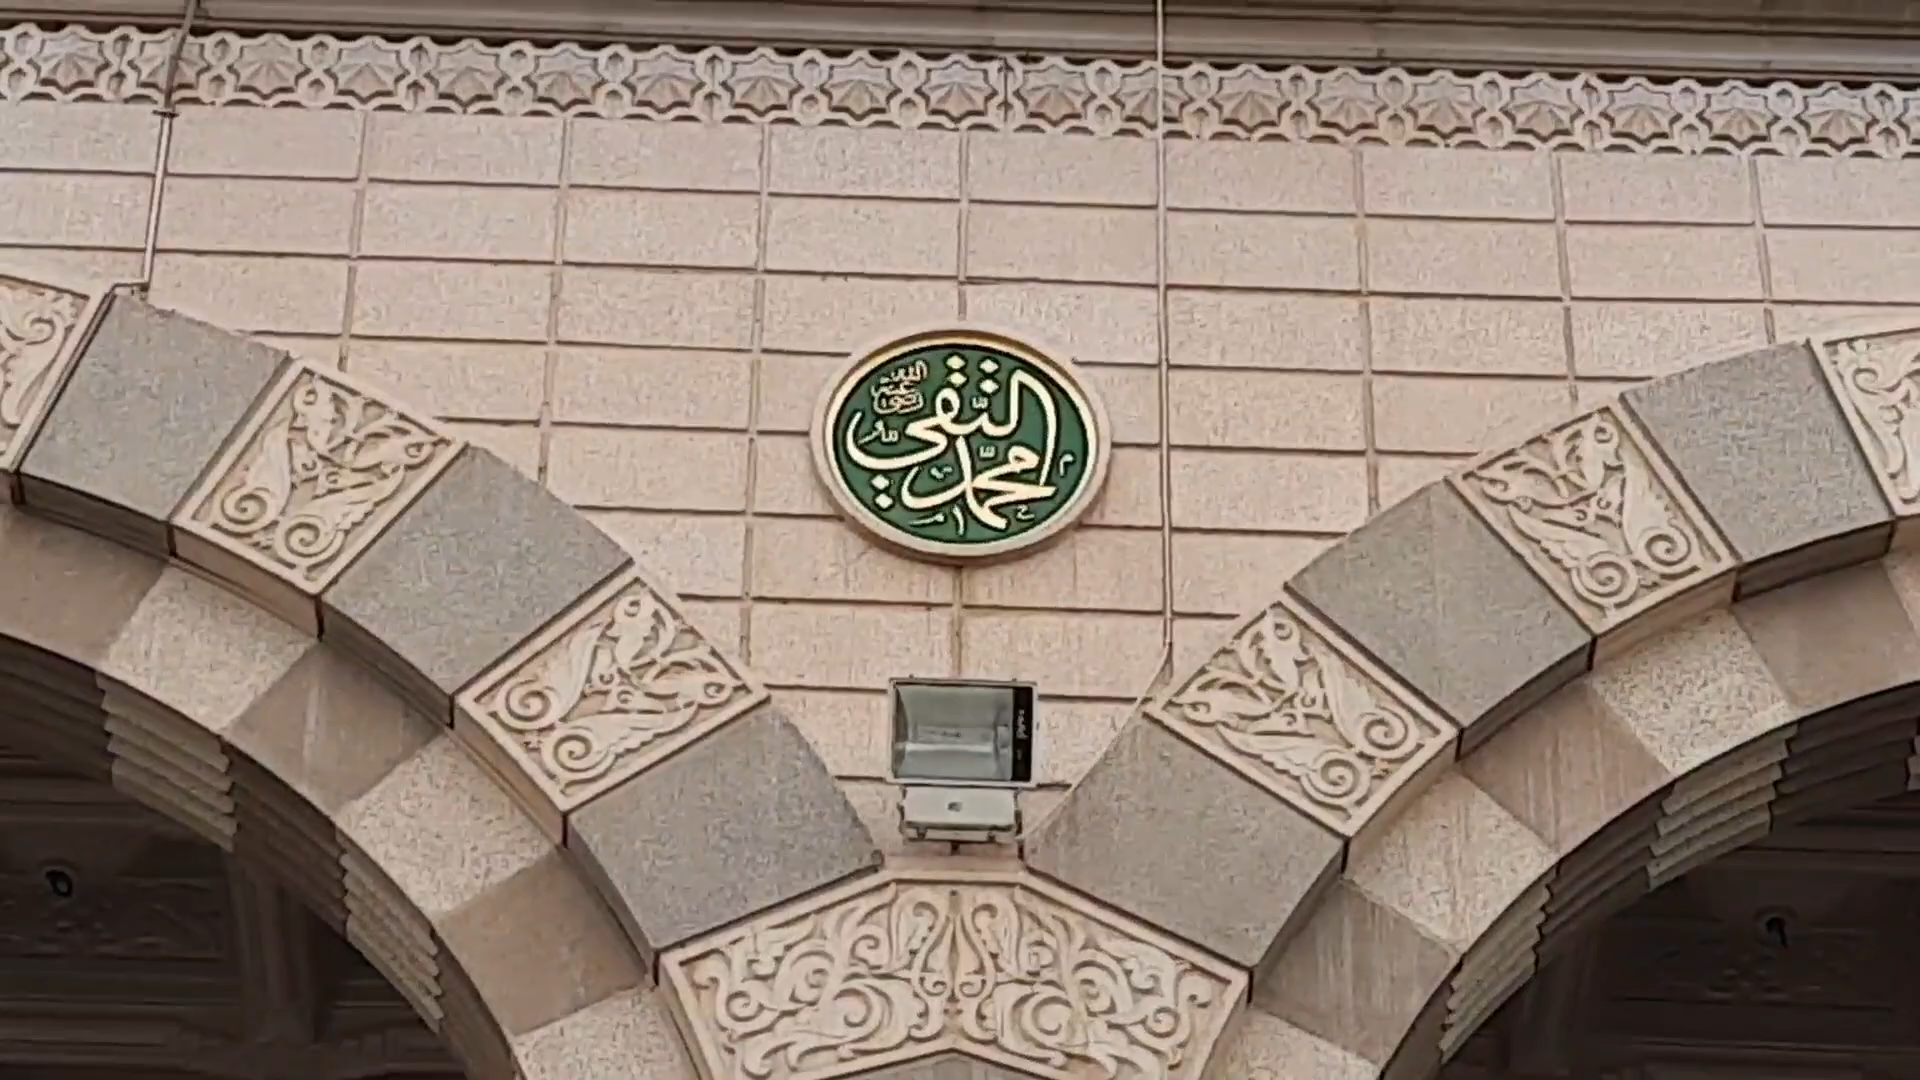 محمد التقي
رضي الله عنه